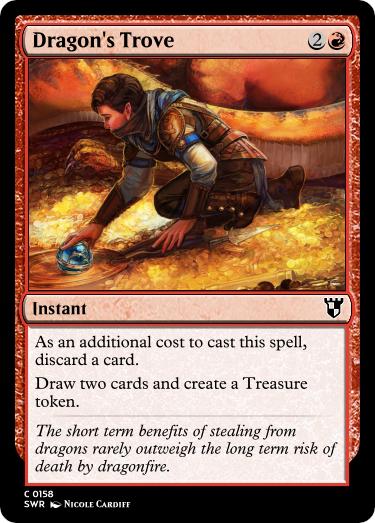 Dragon's Trove 2
Instant
As an additional cost to cast this spell,
discard a card.
Draw two cards and create a Treasure
token.
The short term benefits of stealing from
dragons rarely outweigh the long term risk of
death by dragonfire.
C 0158
SWR Nicole Cardiff